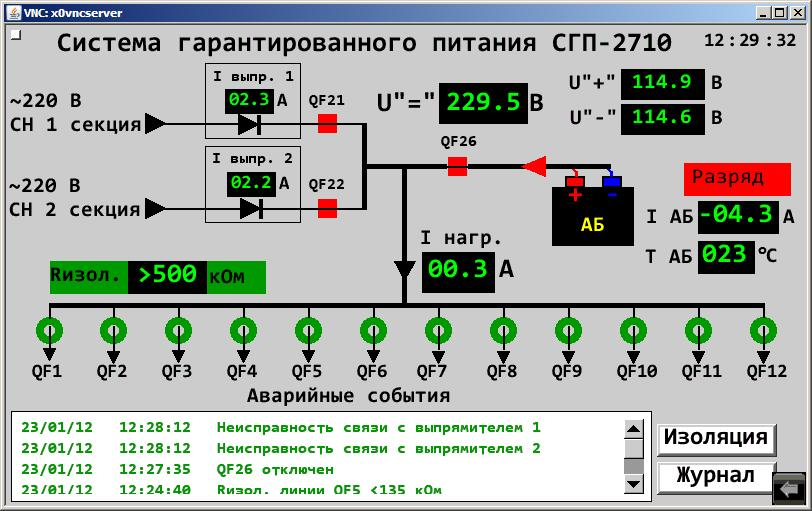 VNC: x0vncserver
Система гарантированного питания СГП-2710
12:29:32
I выпр. 1
02.3 А
~220 В
СН 1 секция
QF21
U"=" 229.5 В
U"+" 114.9 В
U"-" 114.6 В
QF26
I выпр. 2
02.2 А
~220 В
СН 2 секция
QF22
+ -
АБ
Разряд
I АБ -04.3 А
T АБ 023 °C
I нагр.
00.3 А
Rизол. >500 кОм
QF1 QF2 QF3 QF4 QF5 QF6 QF7 QF8 QF9 QF10 QF11 QF12
Аварийные события
23/01/12 12:28:12 Неисправность связи с выпрямителем 1
23/01/12 12:28:12 Неисправность связи с выпрямителем 2
23/01/12 12:27:35 QF26 отключен
23/01/12 12:24:40 Rизол. линии QF5 <135 кОм
Изоляция
Журнал